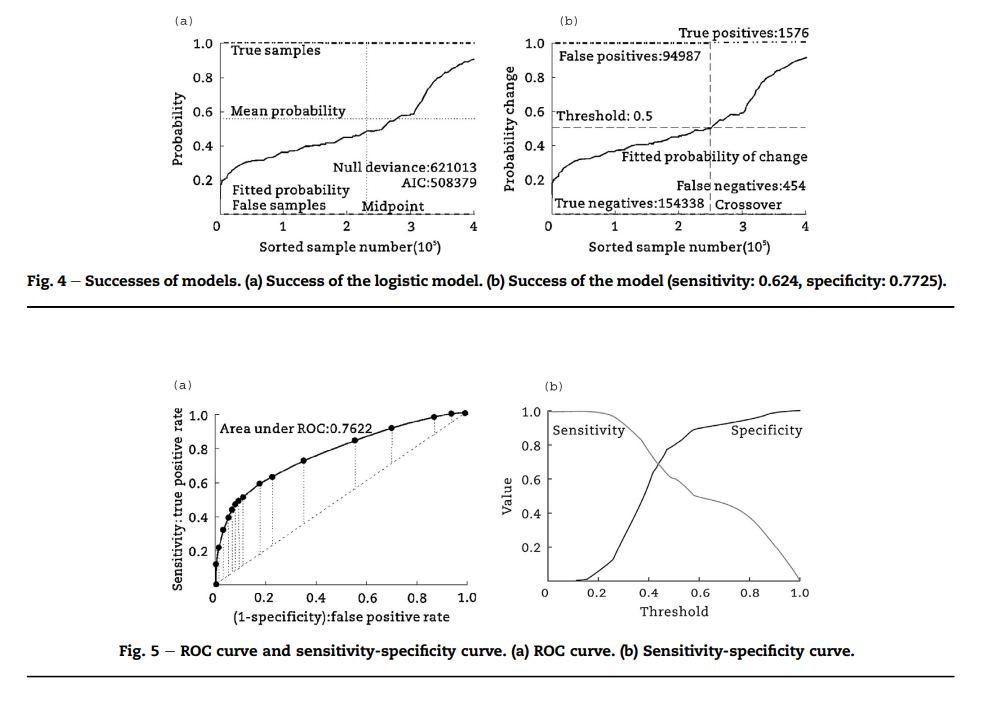 (a)
1.0
True samples
0.8
Mean probability
0.6
0.4
Null deviance:621013
AIC:508379
0.2
Fitted probability
False samples
Midpoint
0 1 2 3 4
Probability
Sorted sample number(10⁵)
(b)
True positives:1576
1.0
False positives:94987
0.8
0.6
Threshold: 0.5
0.4
Fitted probability of change
0.2
False negatives:454
True negatives:154338
Crossover
0 1 2 3 4
Probability change
Sorted sample number(10⁵)
Fig. 4 – Successes of models. (a) Success of the logistic model. (b) Success of the model (sensitivity: 0.624, specificity: 0.7725).
(a)
1.0
Area under ROC:0.7622
0.8
0.6
0.4
0.2
0 0.2 0.4 0.6 0.8 1.0
Sensitivity: true positive rate
(1-specificity):false positive rate
(b)
1.0
Sensitivity
Specificity
0.8
0.6
0.4
0.2
0 0.2 0.4 0.6 0.8 1.0
Value
Threshold
Fig. 5 – ROC curve and sensitivity-specificity curve. (a) ROC curve. (b) Sensitivity-specificity curve.